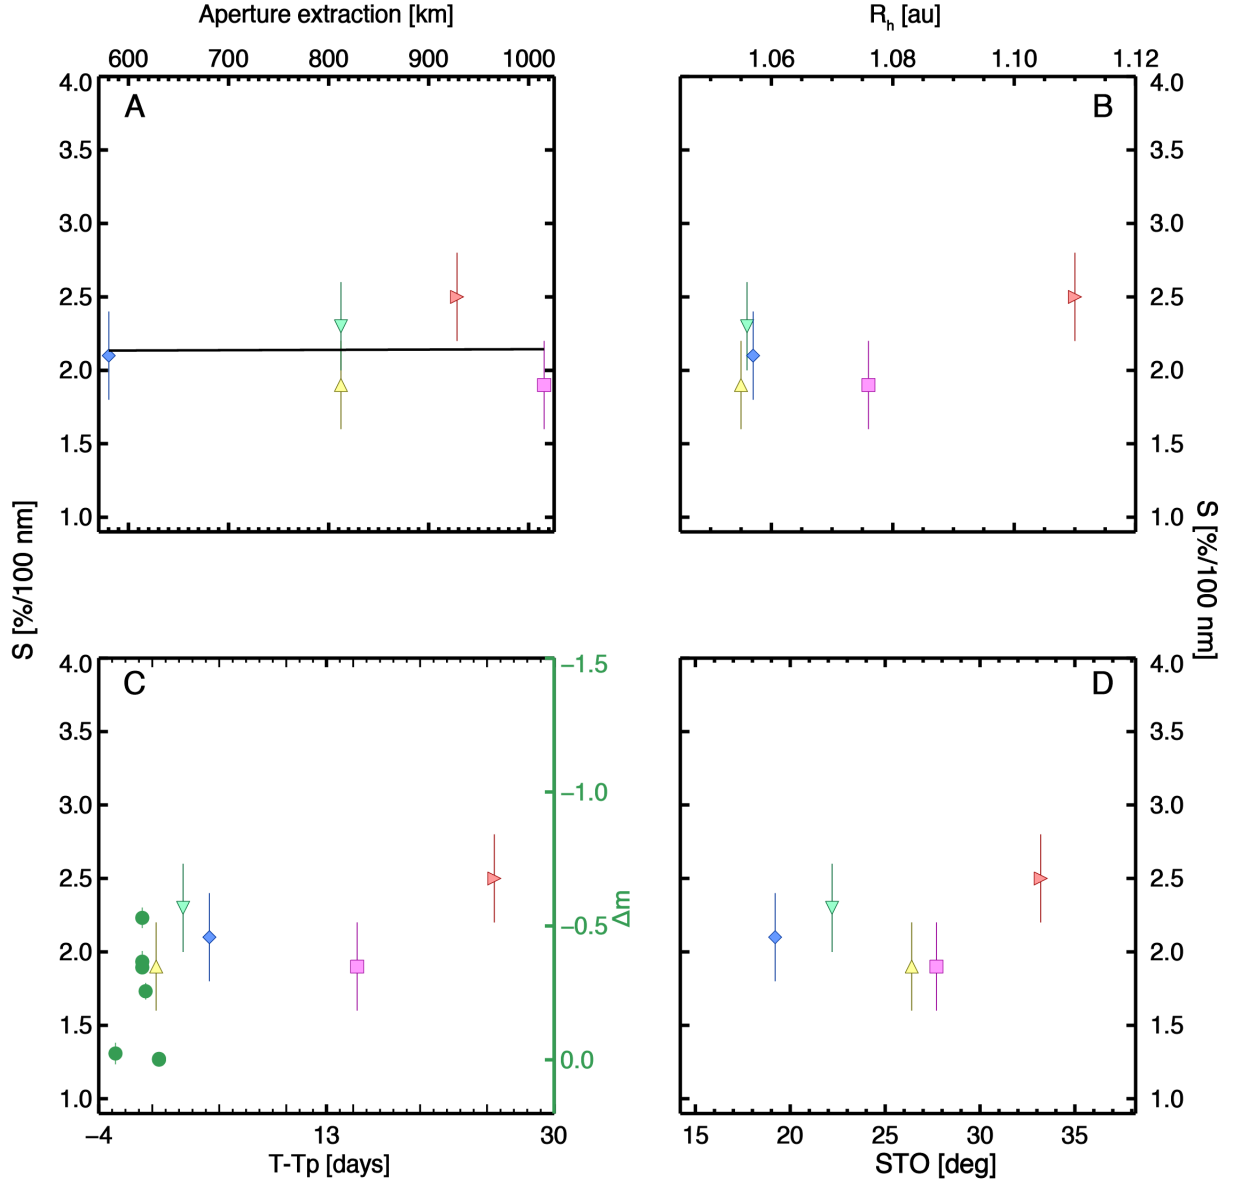 Aperture extraction [km]
600 700 800 900 1000
4.0
3.5
3.0
2.5
2.0
1.5
1.0
A
R_h [au]
1.06 1.08 1.10 1.12
B
4.0
3.5
3.0
2.5
2.0
1.5
1.0
S [%/100 nm]
S [%/100 nm]
4.0
3.5
3.0
2.5
2.0
1.5
1.0
C
−1.5
−1.0
−0.5
0.0
Δm
−4 13 30
T-Tp [days]
D
4.0
3.5
3.0
2.5
2.0
1.5
1.0
15 20 25 30 35
STO [deg]